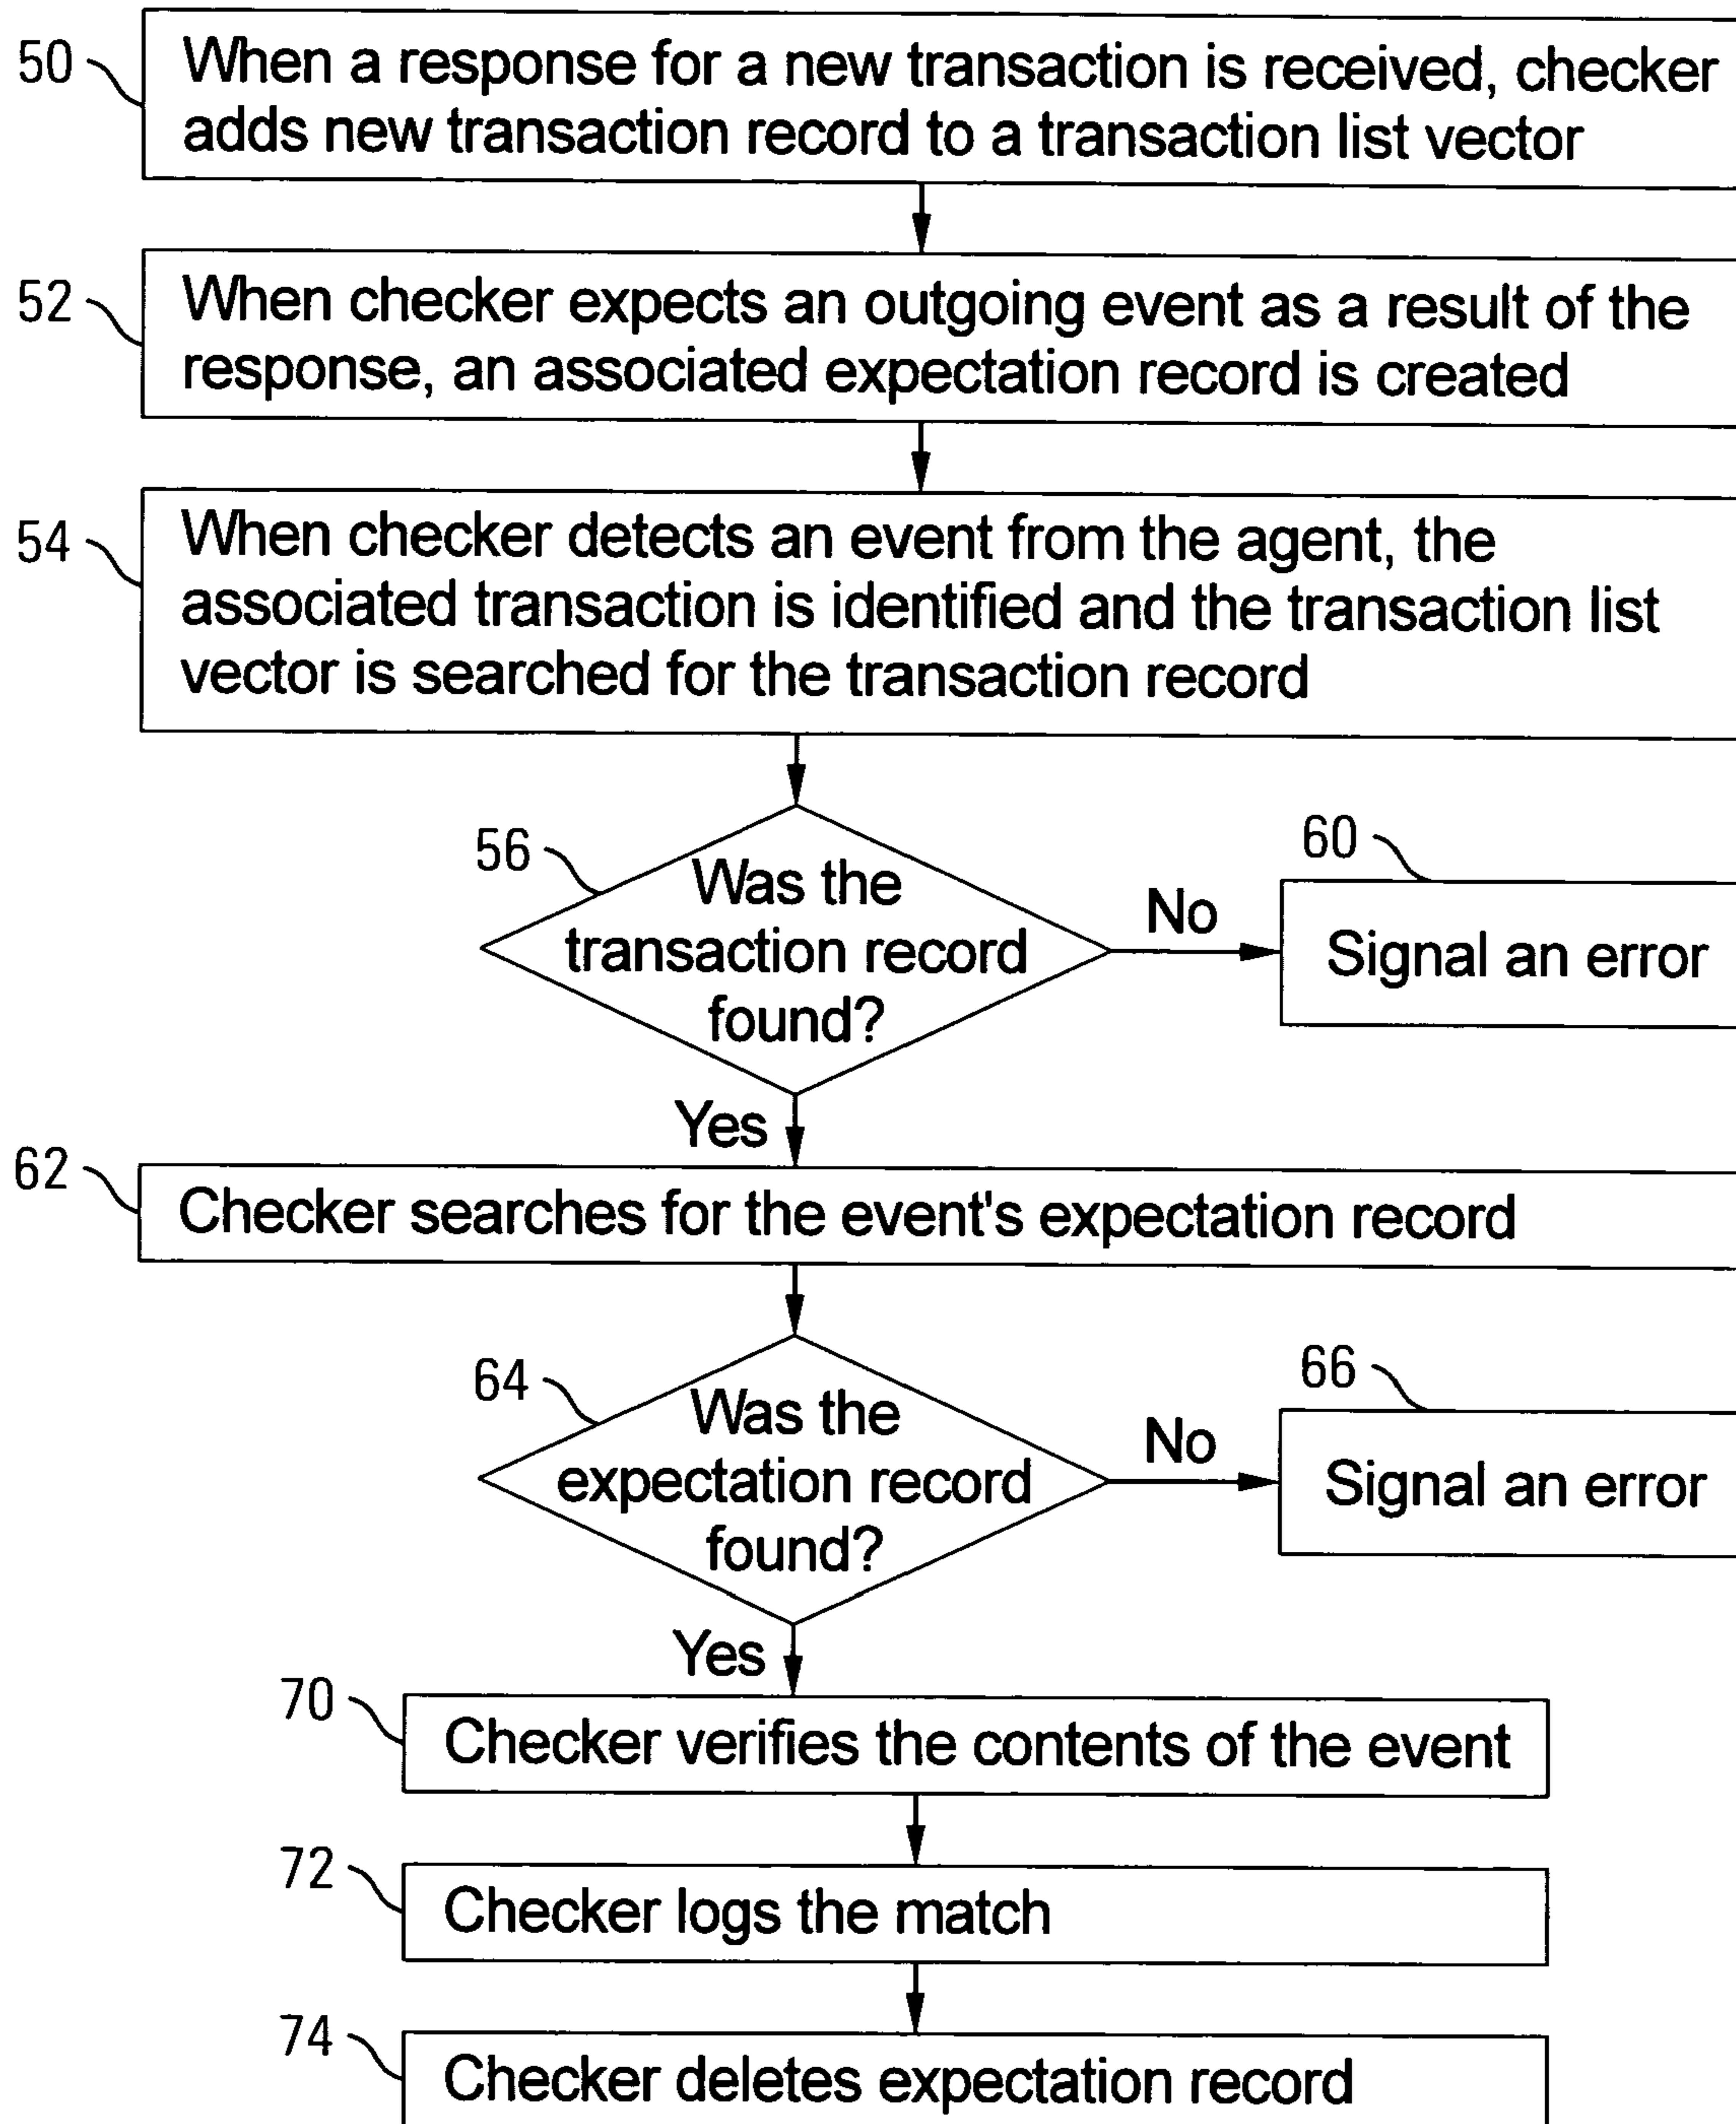 50
When a response for a new transaction is received, checker
adds new transaction record to a transaction list vector
52
When checker expects an outgoing event as a result of the
response, an associated expectation record is created
54
When checker detects an event from the agent, the
associated transaction is identified and the transaction list
vector is searched for the transaction record
56
Was the
transaction record
found?
No
60
Signal an error
Yes
62
Checker searches for the event's expectation record
64
Was the
expectation record
found?
No
66
Signal an error
Yes
70
Checker verifies the contents of the event
72
Checker logs the match
74
Checker deletes expectation record